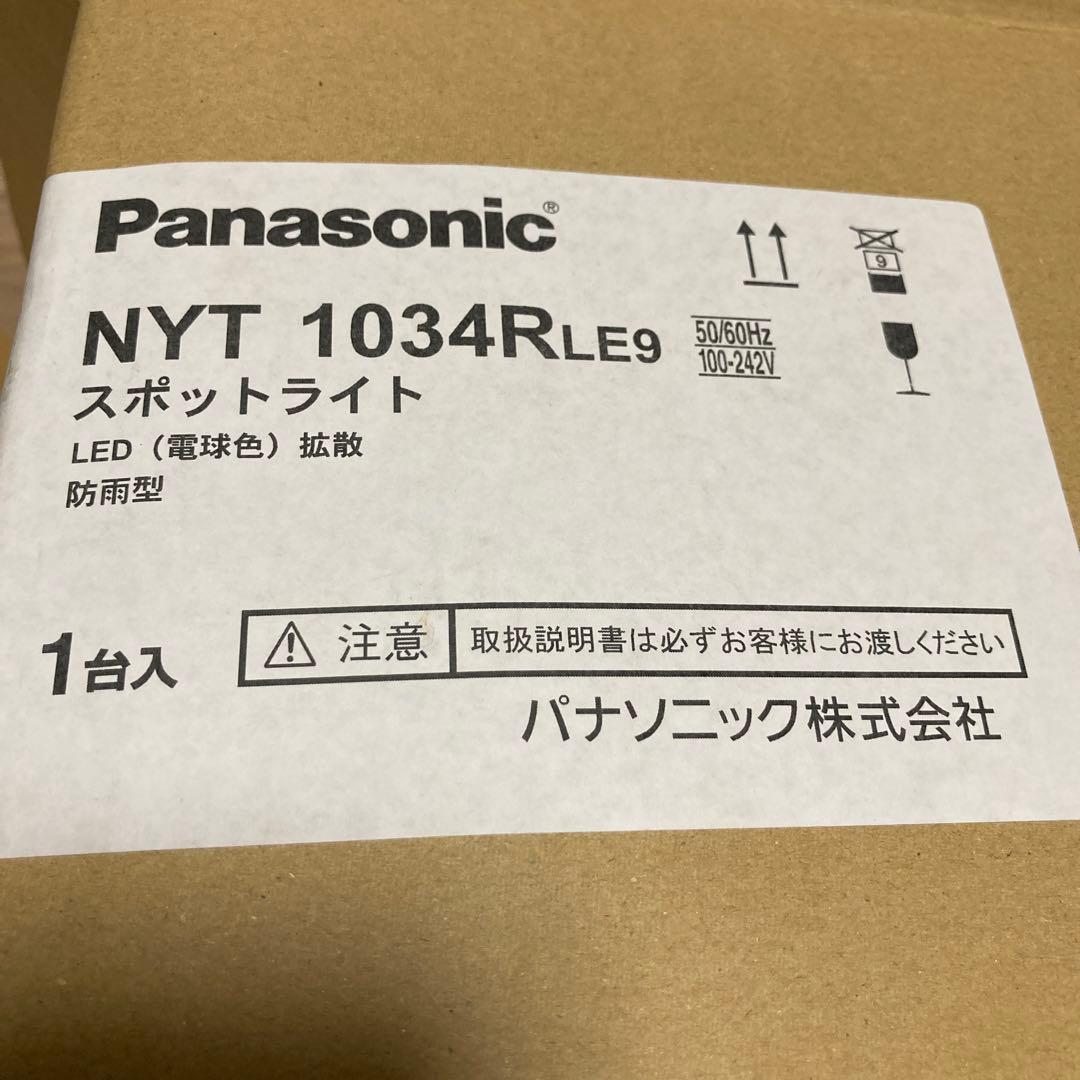 Panasonic®
NYT 1034RLE9
50/60Hz
100-242V
9
スポットライト
LED（電球色）拡散
防雨型
1台入
注意 取扱説明書は必ずお客様にお渡しください
パナソニック株式会社